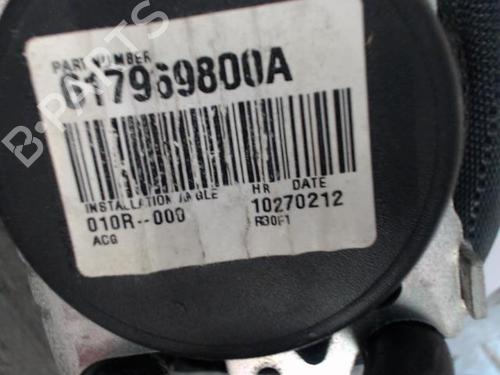 PART NUMBER
617969800A
INSTALLATION ANGLE HR DATE
010R--000 10270212
ACG R30F1
B-PARTS